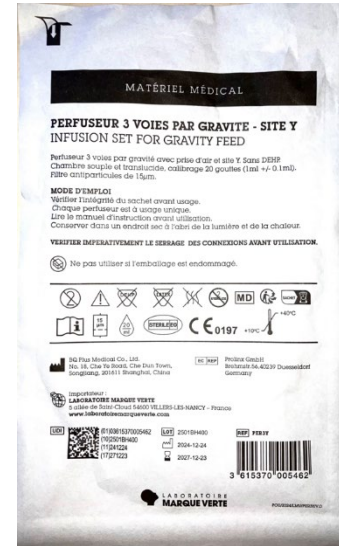 MATÉRIEL MÉDICAL
PERFUSEUR 3 VOIES PAR GRAVITE - SITE Y
INFUSION SET FOR GRAVITY FEED
Perfuseur 3 voies par gravité avec prise d'air et site Y. Sans DEHP.
Chambre souple et translucide, calibrage 20 gouttes (1ml +/- 0.1ml).
Filtre antiparticules de 15µm.
MODE D'EMPLOI
Vérifier l'intégrité du sachet avant usage.
Chaque perfuseur est à usage unique.
Lire le manuel d'instruction avant utilisation.
Conserver dans un endroit sec à l'abri de la lumière et de la chaleur.
VERIFIER IMPERATIVEMENT LE SERRAGE DES CONNEXIONS AVANT UTILISATION.
Ne pas utiliser si l'emballage est endommagé.
MD
+40°C
15 µm
20
STERILE EO
CE 0197
+10°C
SQ Plus Medical Co., Ltd.
No. 18, Che Ye Road, Che Dun Town,
Songjiang, 201611 Shanghai, China
EC REP
Prolinx GmbH
Brehmstr.56,40239 Duesseldorf
Germany
Importateur :
LABORATOIRE MARQUE VERTE
5 allée de Saint-Cloud 54600 VILLERS-LES-NANCY - France
www.laboratoiremarqueverte.com
UDI
(01)03615370005462
(10)2501BH400
(11)241224
(17)271223
LOT 2501BH400
2024-12-24
2027-12-23
REF PER3Y
3 615370 005462
LABORATOIRE
MARQUE VERTE